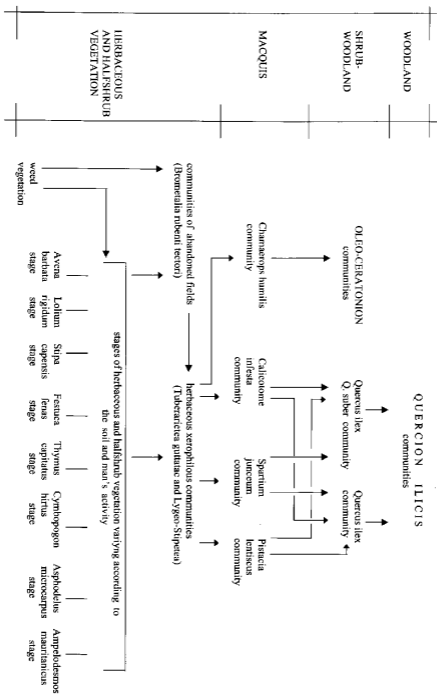 WOODLAND
QUERCION ILICIS
communities
SHRUB-
WOODLAND
OLEO-CERATONION
communities
Quercus ilex
Q. suber community
Quercus ilex
community
MACQUIS
Chamaerops humilis
community
Calicotome
infesta
community
Spartium
junceum
community
Pistacia
lentiscus
community
HERBACEOUS
AND HALFSHRUB
VEGETATION
communities of abandoned fields
(Brometalia rubenti tectori)
herbaceous xerophilous communities
(Tuberarietea guttatae and Lygeo-Stipetea)
stages of herbaceous and halfshrub vegetation variyng according to
the soil and man's activity
weed
vegetation
Avena
barbata
stage
Lolium
rigidum
stage
Stipa
capensis
stage
Festuca
fenas
stage
Thymus
capitatus
stage
Cymbopogon
hirtus
stage
Asphodelus
microcarpus
stage
Ampelodesmos
mauritanicus
stage